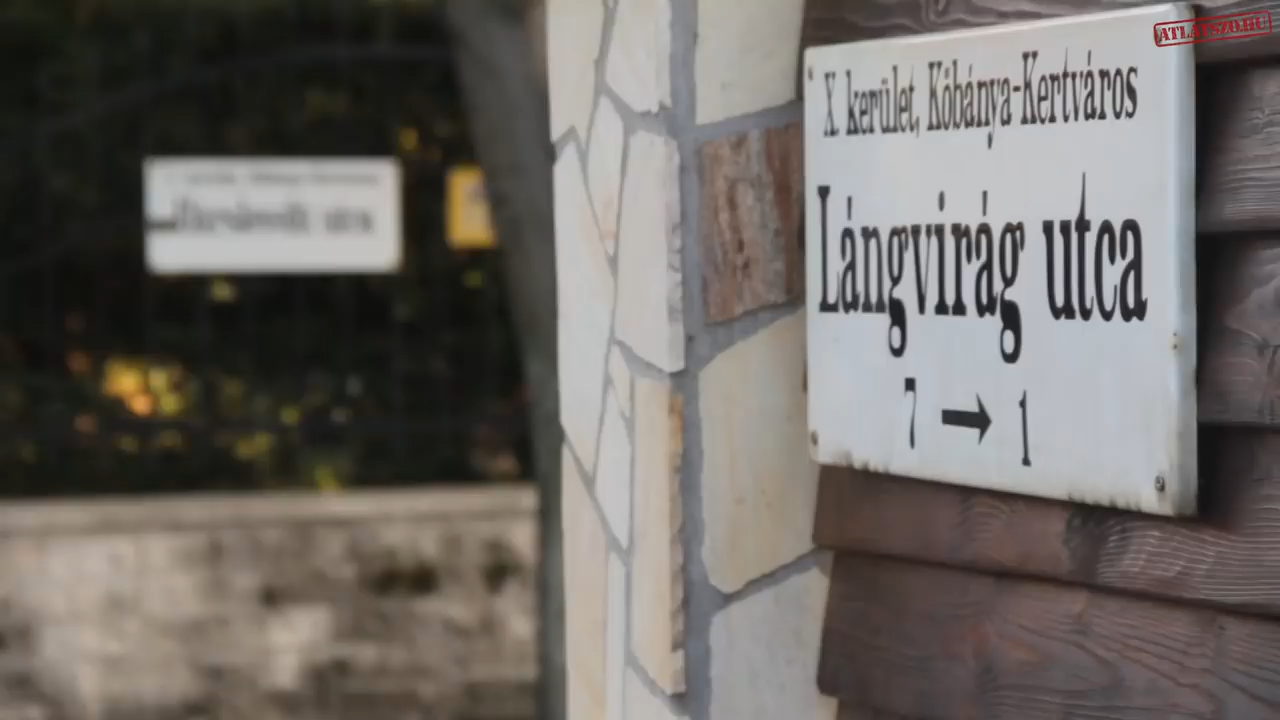 ATLATSZO.HU
X. kerület, Kőbánya-Kertváros
Lángvirág utca
7 → 1